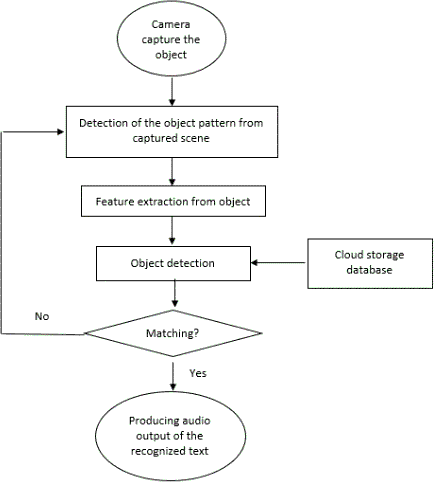 Camera
capture the
object
Detection of the object pattern from
captured scene
Feature extraction from object
Object detection
Cloud storage
database
Matching?
No
Yes
Producing audio
output of the
recognized text